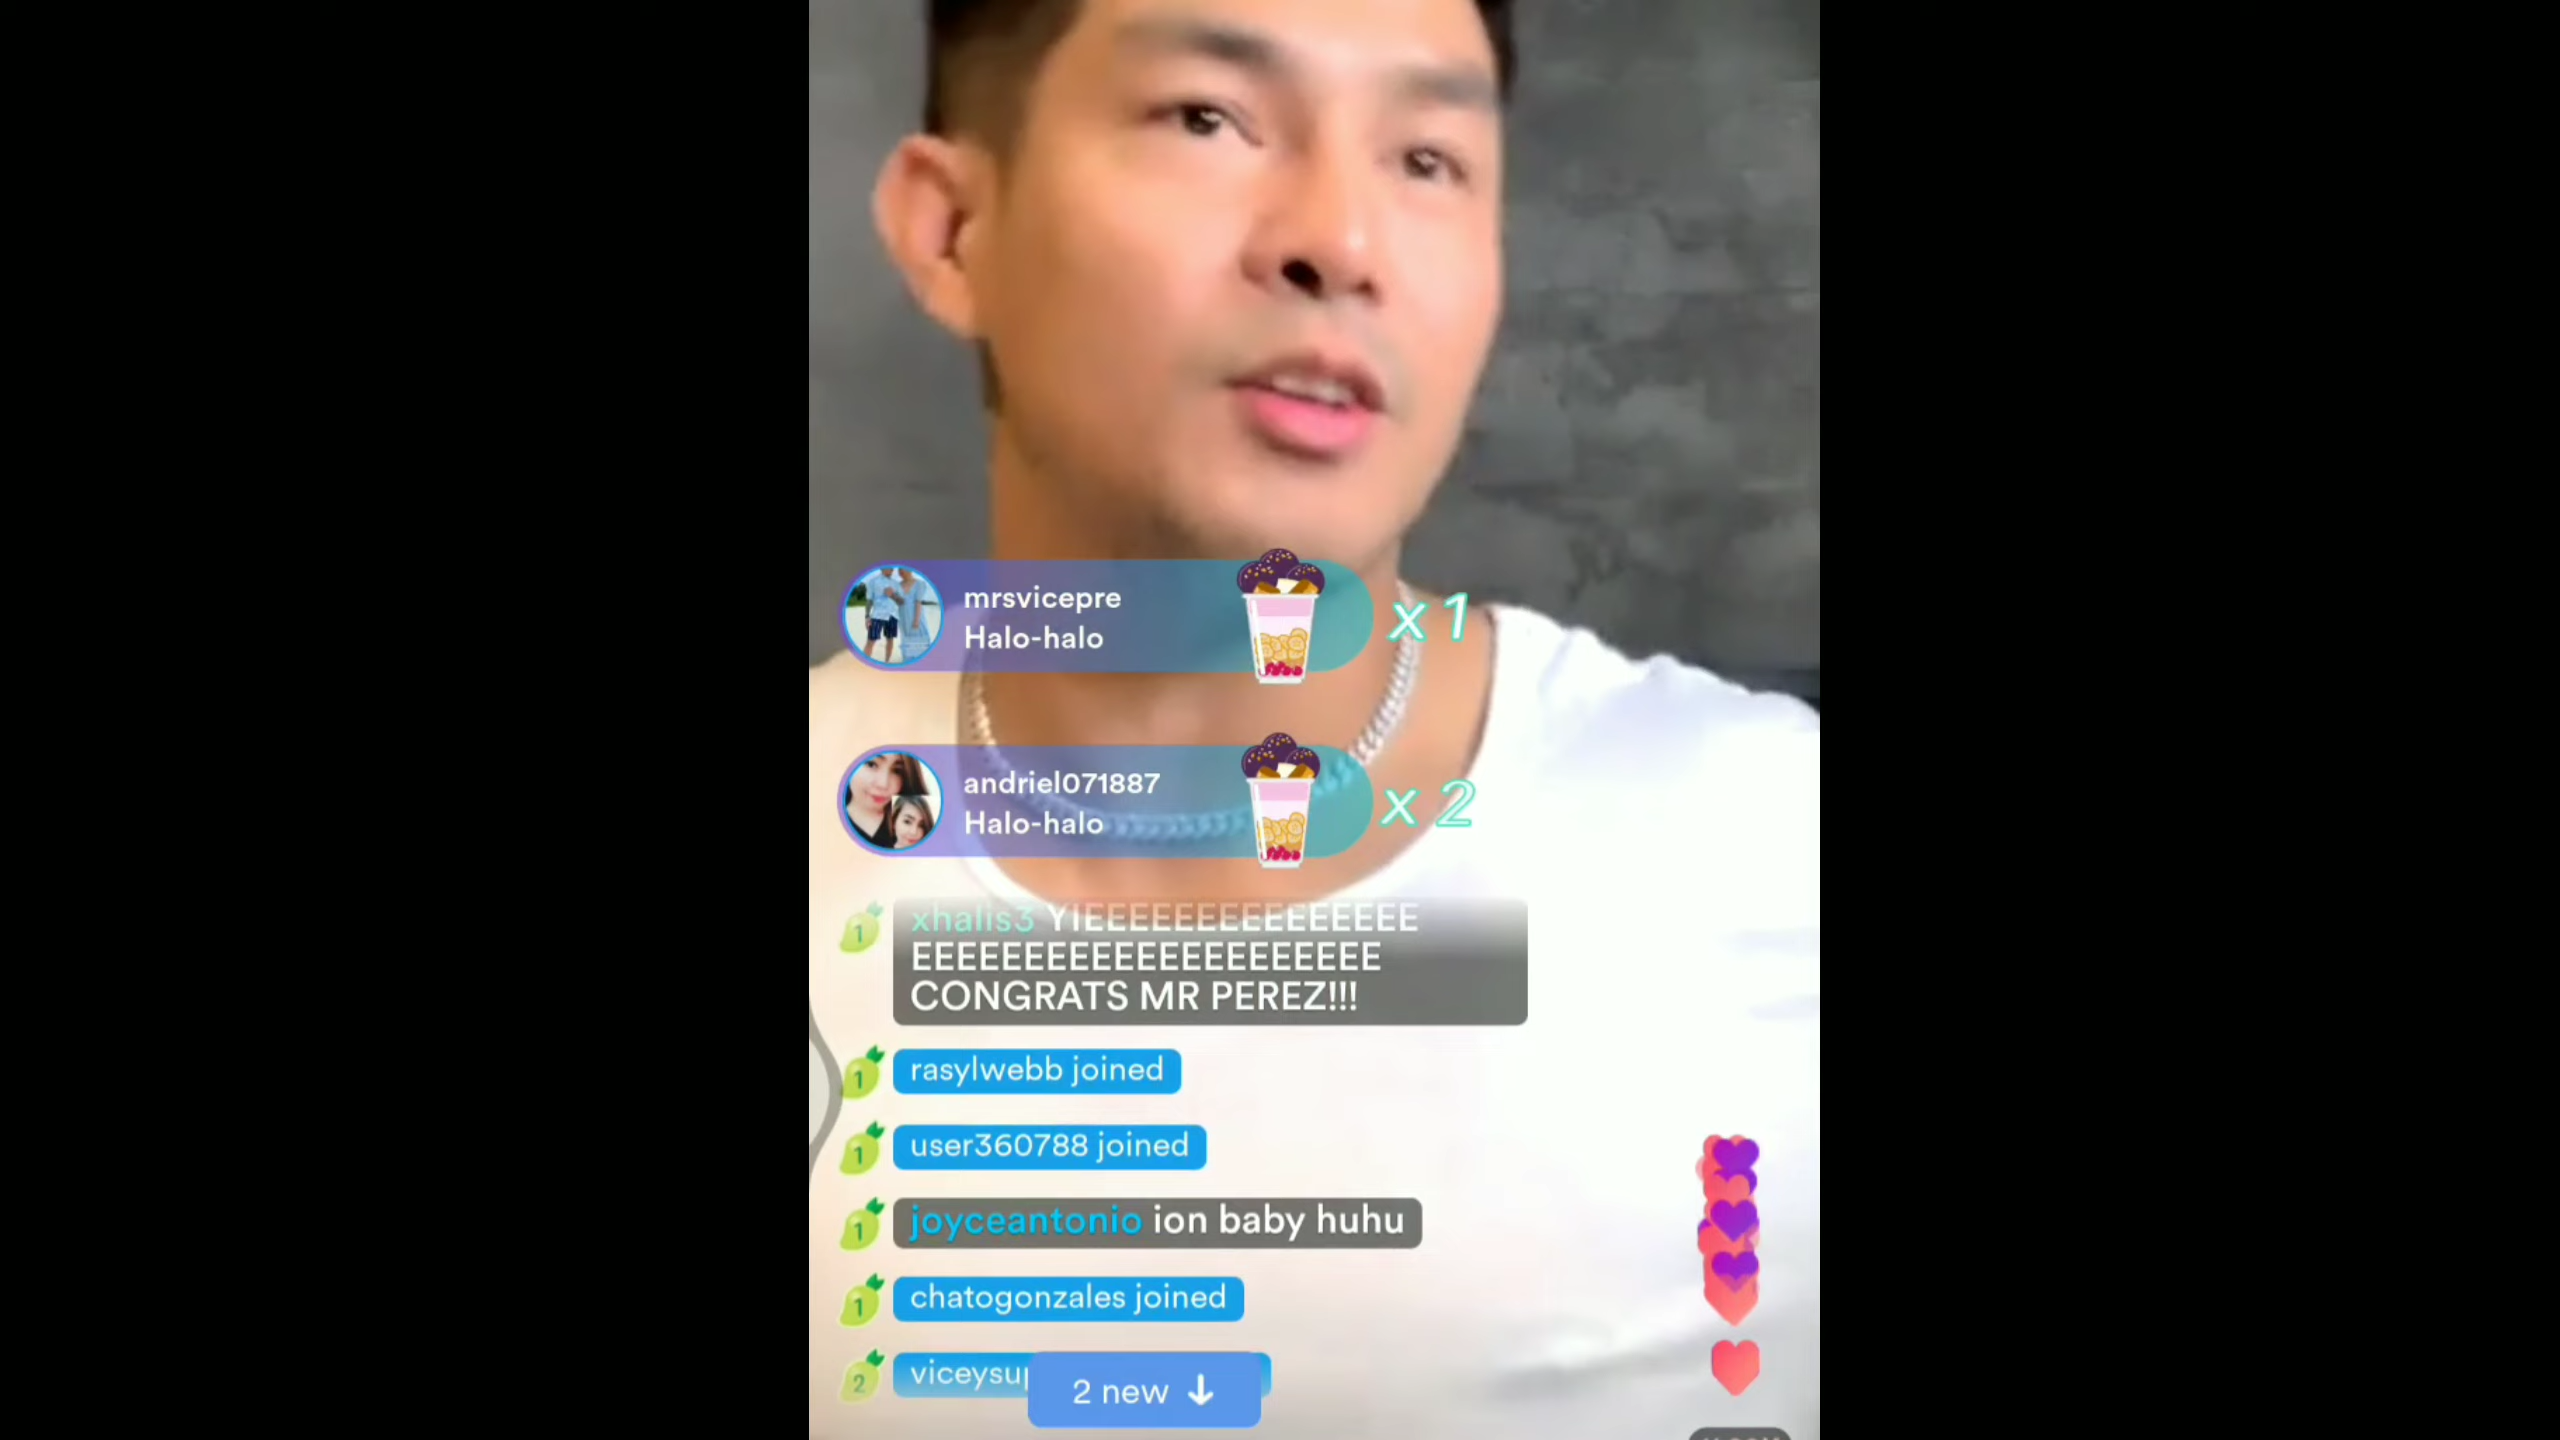 mrsvicepre
Halo-halo
x 1
andriel071887
Halo-halo
x 2
1
xhalis3 YIEEEEEEEEEEEEEEE
EEEEEEEEEEEEEEEEEEEEE
CONGRATS MR PEREZ!!!
1
rasylwebb joined
1
user360788 joined
1
joyceantonio ion baby huhu
1
chatogonzales joined
2
2 new